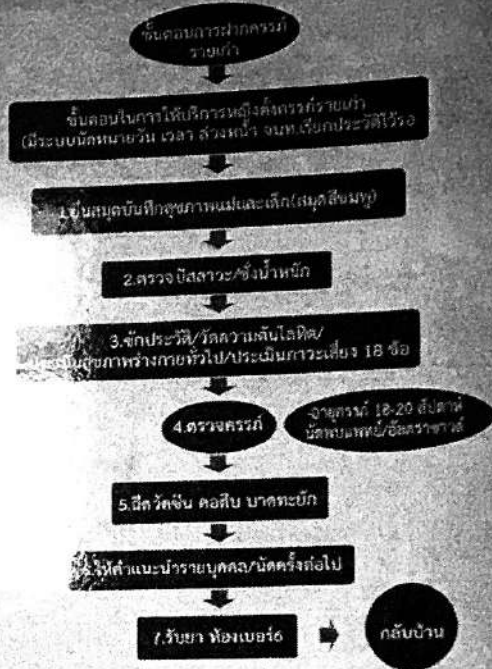 ขั้นตอนการฝากครรภ์
รายเก่า
ขั้นตอนในการให้บริการหญิงตั้งครรภ์รายเก่า
(มีระบบนัดหมายวัน เวลา ล่วงหน้า จนท.เรียกประวัติไว้รอ
1.ยื่นสมุดบันทึกสุขภาพแม่และเด็ก(สมุดสีชมพู)
2.ตรวจปัสสาวะ/ชั่งน้ำหนัก
3.ซักประวัติ/วัดความดันโลหิต/
สุขภาพร่างกายทั่วไป/ประเมินภาวะเสี่ยง 18 ข้อ
4.ตรวจครรภ์
-อายุครรภ์ 18-20 สัปดาห์
นัดพบแพทย์/อัลตราซาวด์
5.ฉีดวัคซีน คอตีบ บาดทะยัก
ให้คำแนะนำรายบุคคล/นัดครั้งต่อไป
7.รับยา ห้องเบอร์6
กลับบ้าน